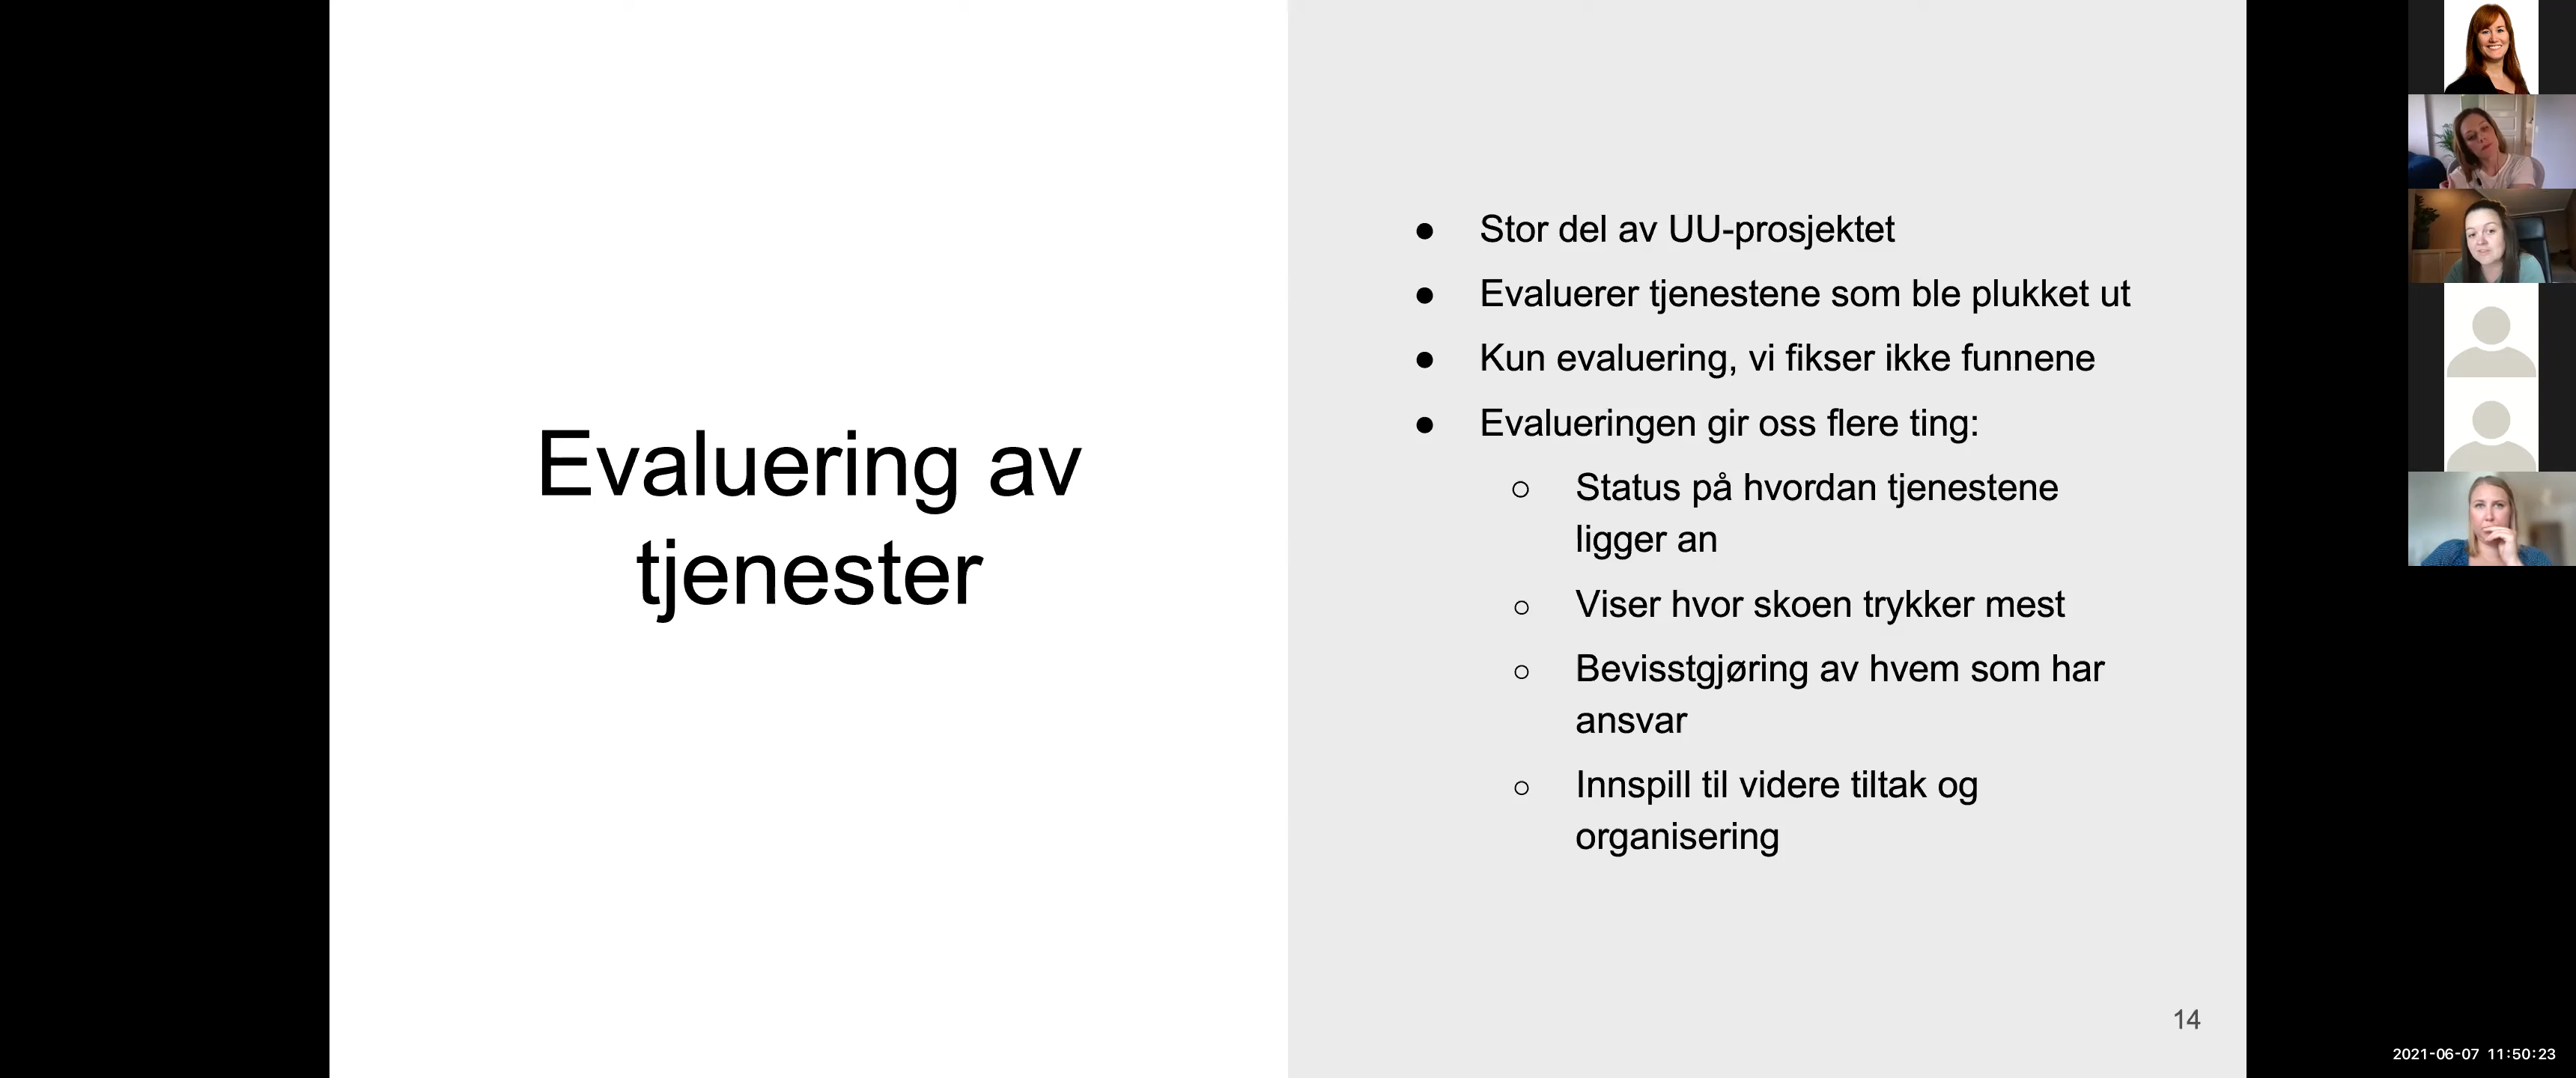 Evaluering av
tjenester
● Stor del av UU-prosjektet
● Evaluerer tjenestene som ble plukket ut
● Kun evaluering, vi fikser ikke funnene
● Evalueringen gir oss flere ting:
○ Status på hvordan tjenestene
ligger an
○ Viser hvor skoen trykker mest
○ Bevisstgjøring av hvem som har
ansvar
○ Innspill til videre tiltak og
organisering
14
2021-06-07 11:50:23